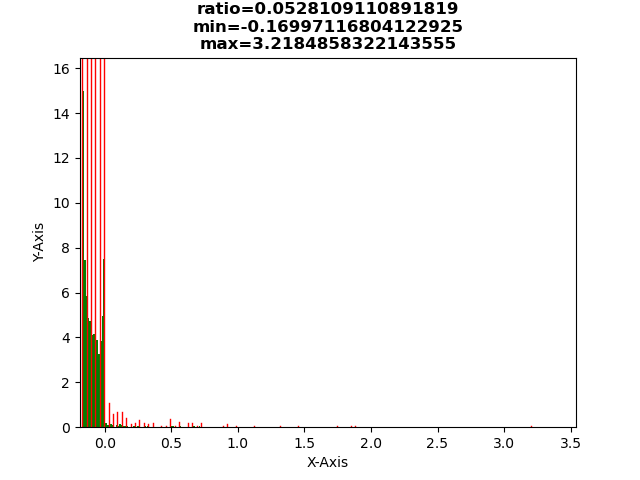 ratio=0.0528109110891819
min=-0.16997116804122925
max=3.2184858322143555
16
14
12
10
8
6
4
2
0
Y-Axis
0.0 0.5 1.0 1.5 2.0 2.5 3.0 3.5
X-Axis